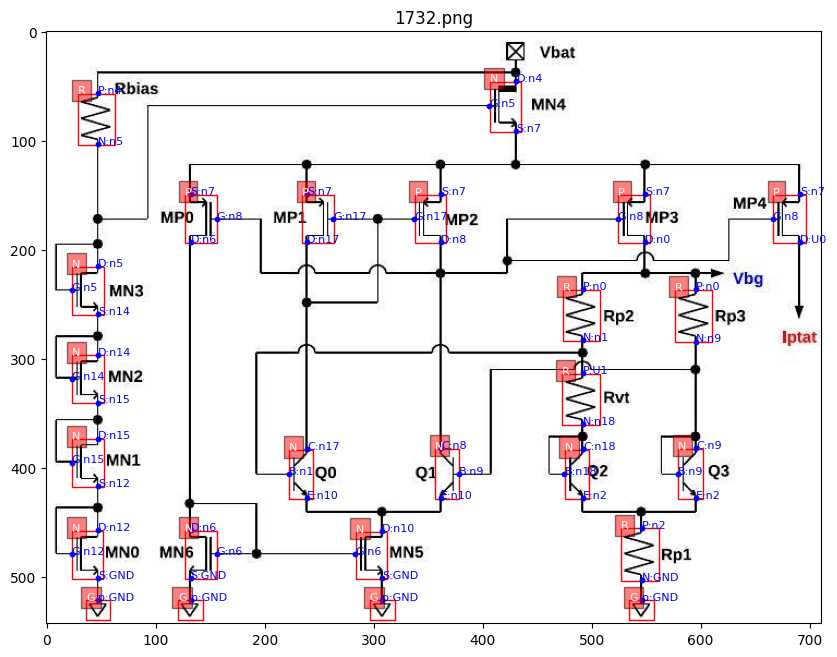 1732.png
Vbat
R P:n4 Rbias
N D:n4
G:n5 MN4
N:n5 S:n7
P S:n7 P S:n7 P S:n7 P S:n7 P S:n7
MP0 G:n8 MP1 G:n17 G:n17 MP2 G:n8 MP3 MP4 G:n8
D:n6 D:n17 D:n8 D:n0 D:U0
N D:n5
G:n5 MN3
S:n14
Vbg
R P:n0 R P:n0
Rp2 Rp3
N:n1 N:n9
Iptat
N D:n14
G:n14 MN2
S:n15
R P:U1
Rvt
N:n18
N D:n15
G:n15 MN1
S:n12
N C:n17 N C:n8 N C:n18 N C:n9
B:n1 Q0 Q1 B:n9 B:n18 Q2 B:n9 Q3
E:n10 E:n10 E:n2 E:n2
N D:n12 N D:n6 N D:n10 R P:n2
G:n12 MN0 MN6 G:n6 G:n6 MN5 Rp1
S:GND S:GND S:GND N:GND
G p:GND G p:GND G p:GND G p:GND
0 100 200 300 400 500 600 700
0
100
200
300
400
500